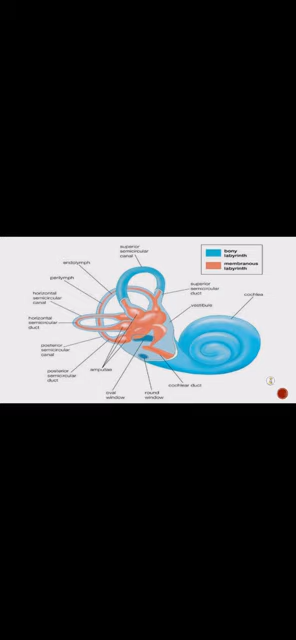 superior
semicircular
canal
endolymph
perilymph
horizontal
semicircular
canal
horizontal
semicircular
duct
posterior
semicircular
canal
posterior
semicircular
duct
ampullae
oval
window
round
window
cochlear duct
vestibule
superior
semicircular
duct
cochlea
bony
labyrinth
membranous
labyrinth